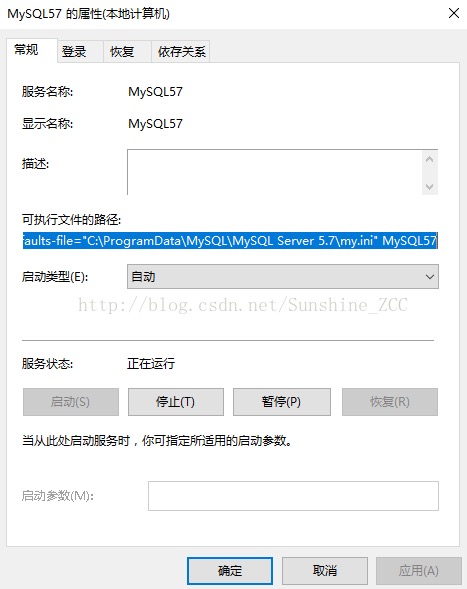 MySQL57 的属性(本地计算机)
常规 登录 恢复 依存关系
服务名称: MySQL57
显示名称: MySQL57
描述:
可执行文件的路径:
faults-file="C:\ProgramData\MySQL\MySQL Server 5.7\my.ini" MySQL57
启动类型(E): 自动
http://blog.csdn.net/Sunshine_ZCC
服务状态: 正在运行
启动(S) 停止(T) 暂停(P) 恢复(R)
当从此处启动服务时，你可指定所适用的启动参数。
启动参数(M):
确定 取消 应用(A)